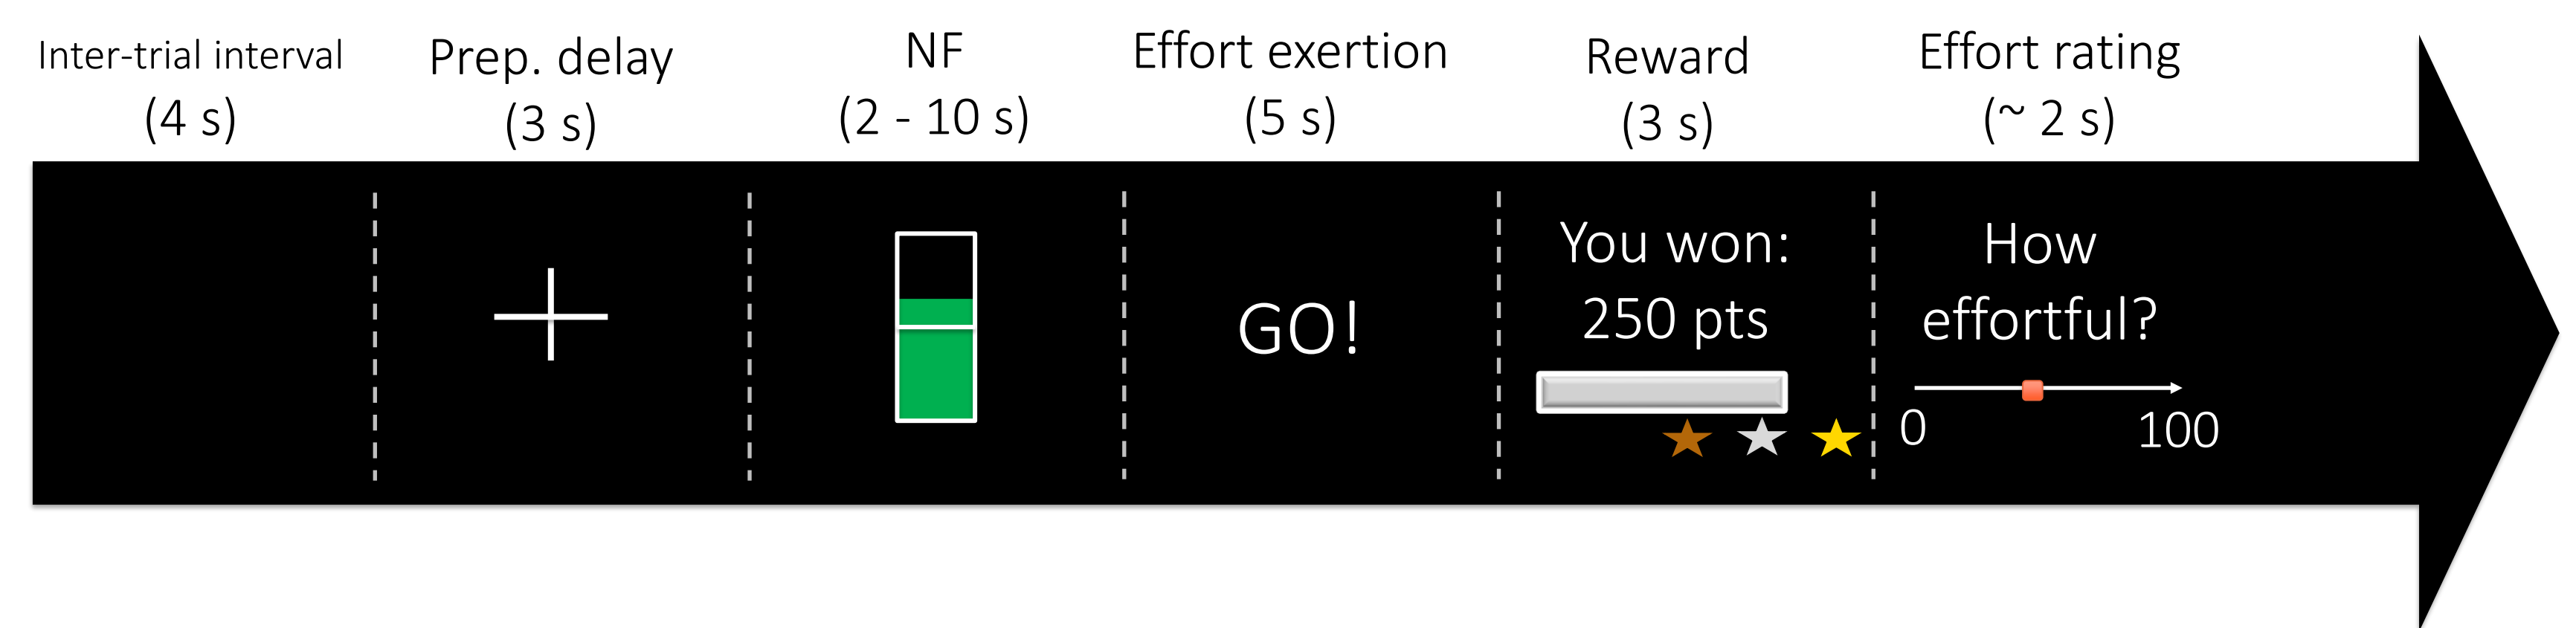 Inter-trial interval
(4 s)
Prep. delay
(3 s)
NF
(2 - 10 s)
Effort exertion
(5 s)
Reward
(3 s)
Effort rating
(~ 2 s)
GO!
You won:
250 pts
How
effortful?
0
100